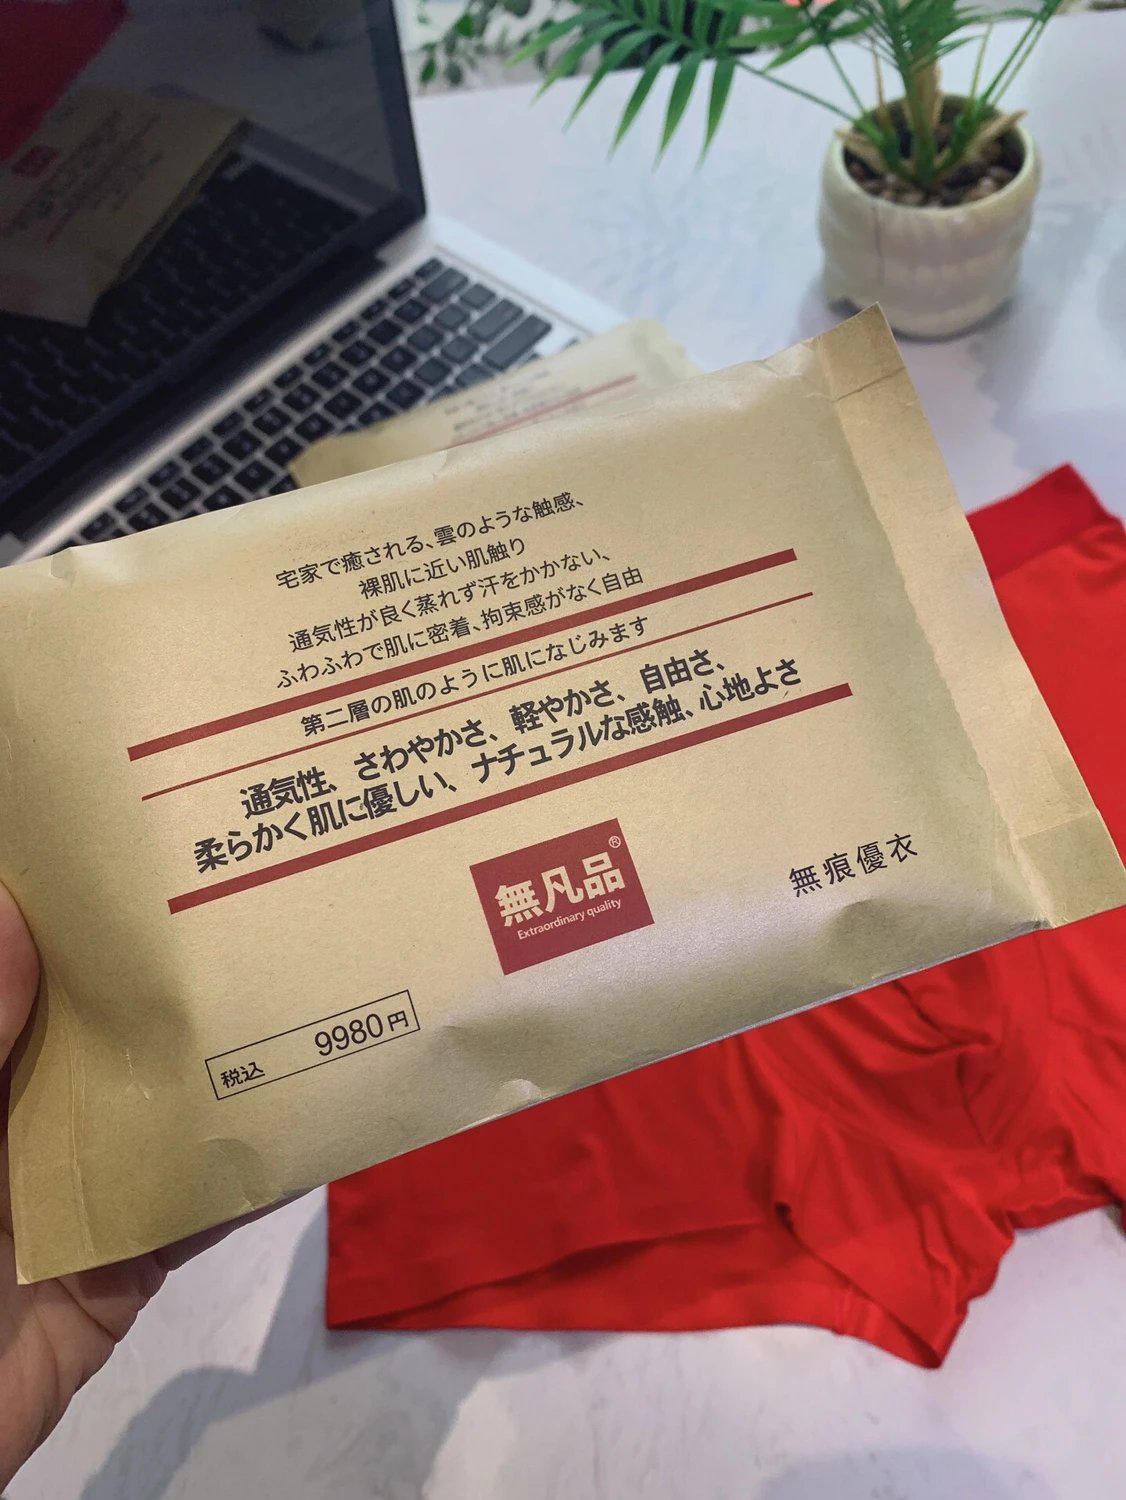 宅家で癒される、雲のような触感、
裸肌に近い肌触り
通気性が良く蒸れず汗をかかない、
ふわふわで肌に密着、拘束感がなく自由
第二層の肌のように肌になじみます
通気性、さわやかさ、軽やかさ、自由さ、
柔らかく肌に優しい、ナチュラルな感触、心地よさ
無凡品®
Extraordinary quality
無痕優衣
税込 9980円